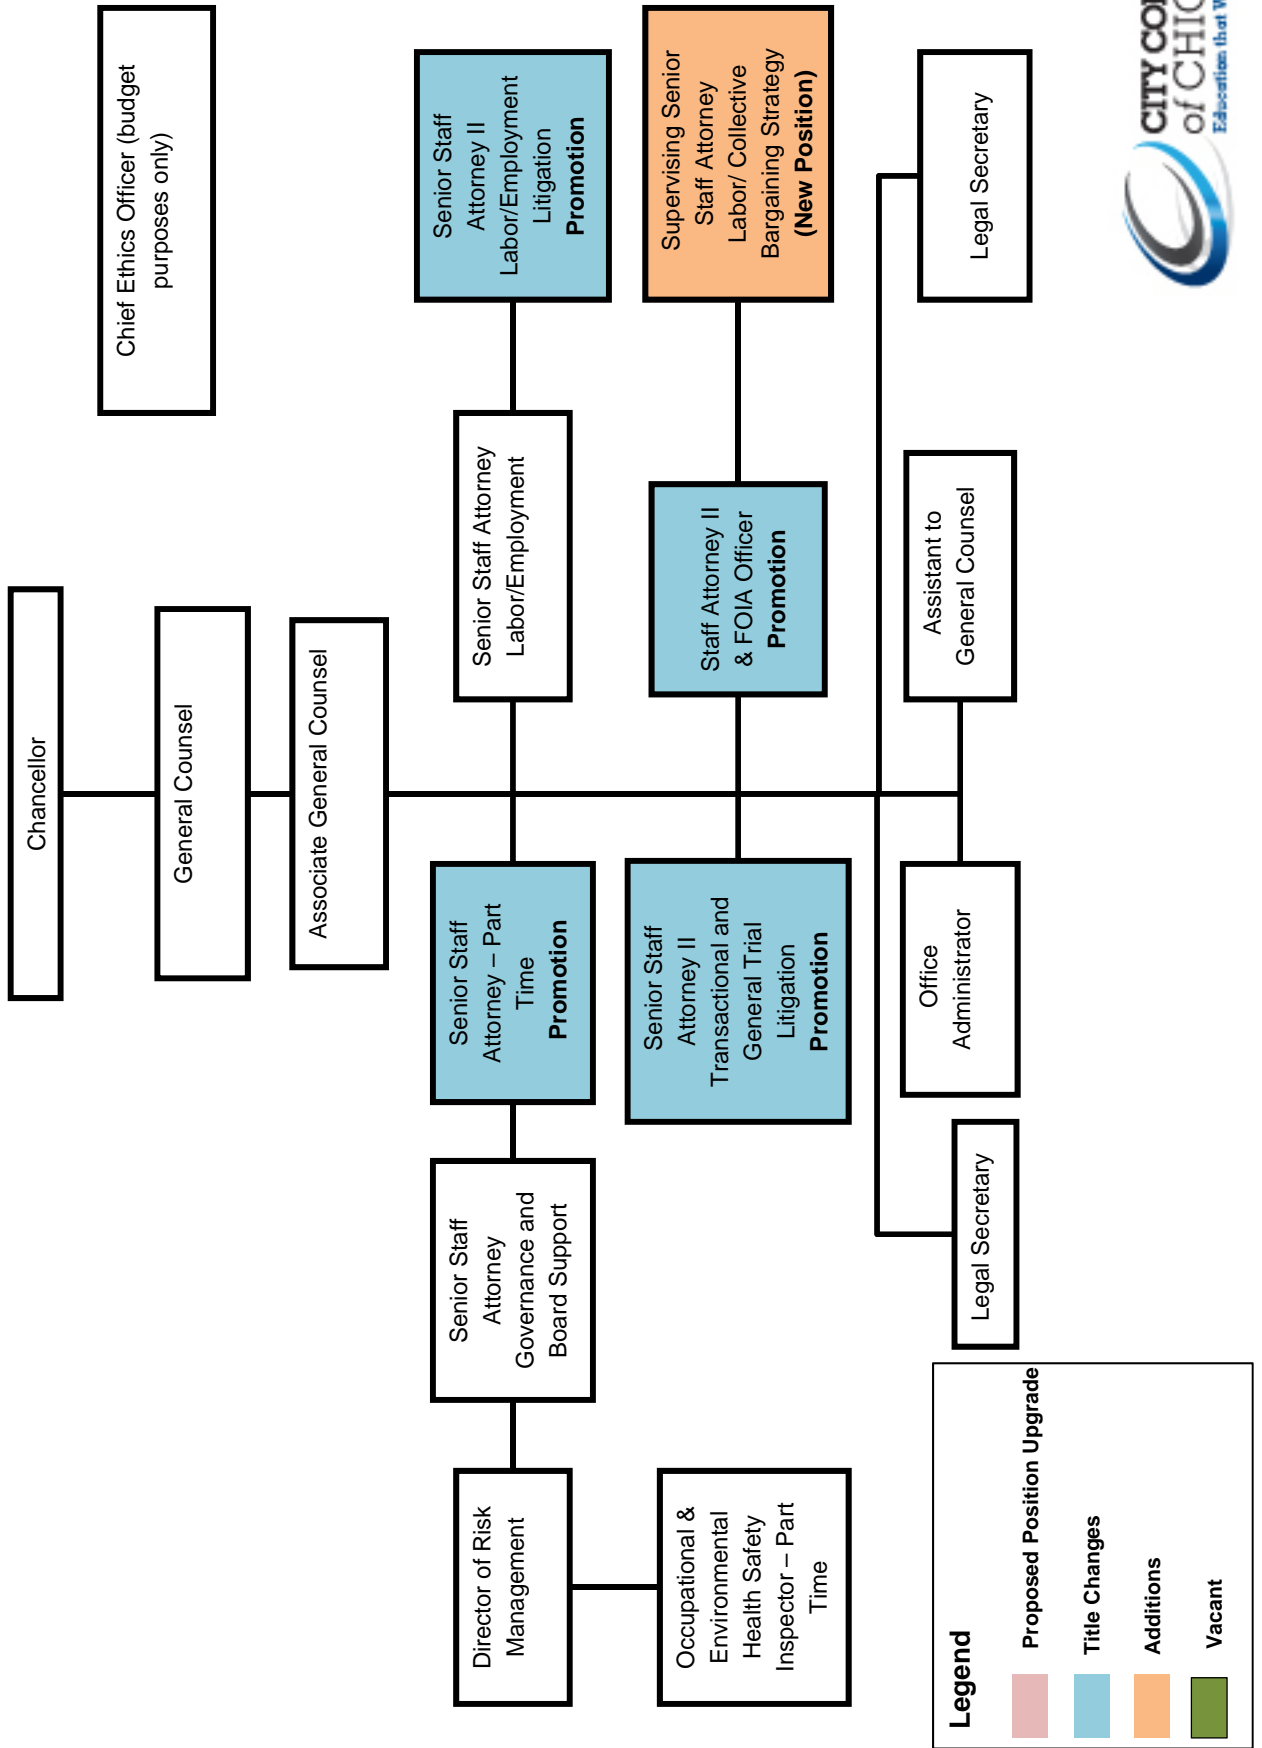 Chancellor
Chief Ethics Officer (budget
purposes only)
General Counsel
Associate General Counsel
Director of Risk
Management
Senior Staff
Attorney
Governance and
Board Support
Senior Staff
Attorney – Part
Time
Promotion
Senior Staff Attorney
Labor/Employment
Senior Staff
Attorney II
Labor/Employment
Litigation
Promotion
Occupational &
Environmental
Health Safety
Inspector – Part
Time
Senior Staff
Attorney II
Transactional and
General Trial
Litigation
Promotion
Staff Attorney II
& FOIA Officer
Promotion
Supervising Senior
Staff Attorney
Labor/ Collective
Bargaining Strategy
(New Position)
Legal Secretary
Office
Administrator
Assistant to
General Counsel
Legal Secretary
Legend
Proposed Position Upgrade
Title Changes
Additions
Vacant
CITY
of
Education that